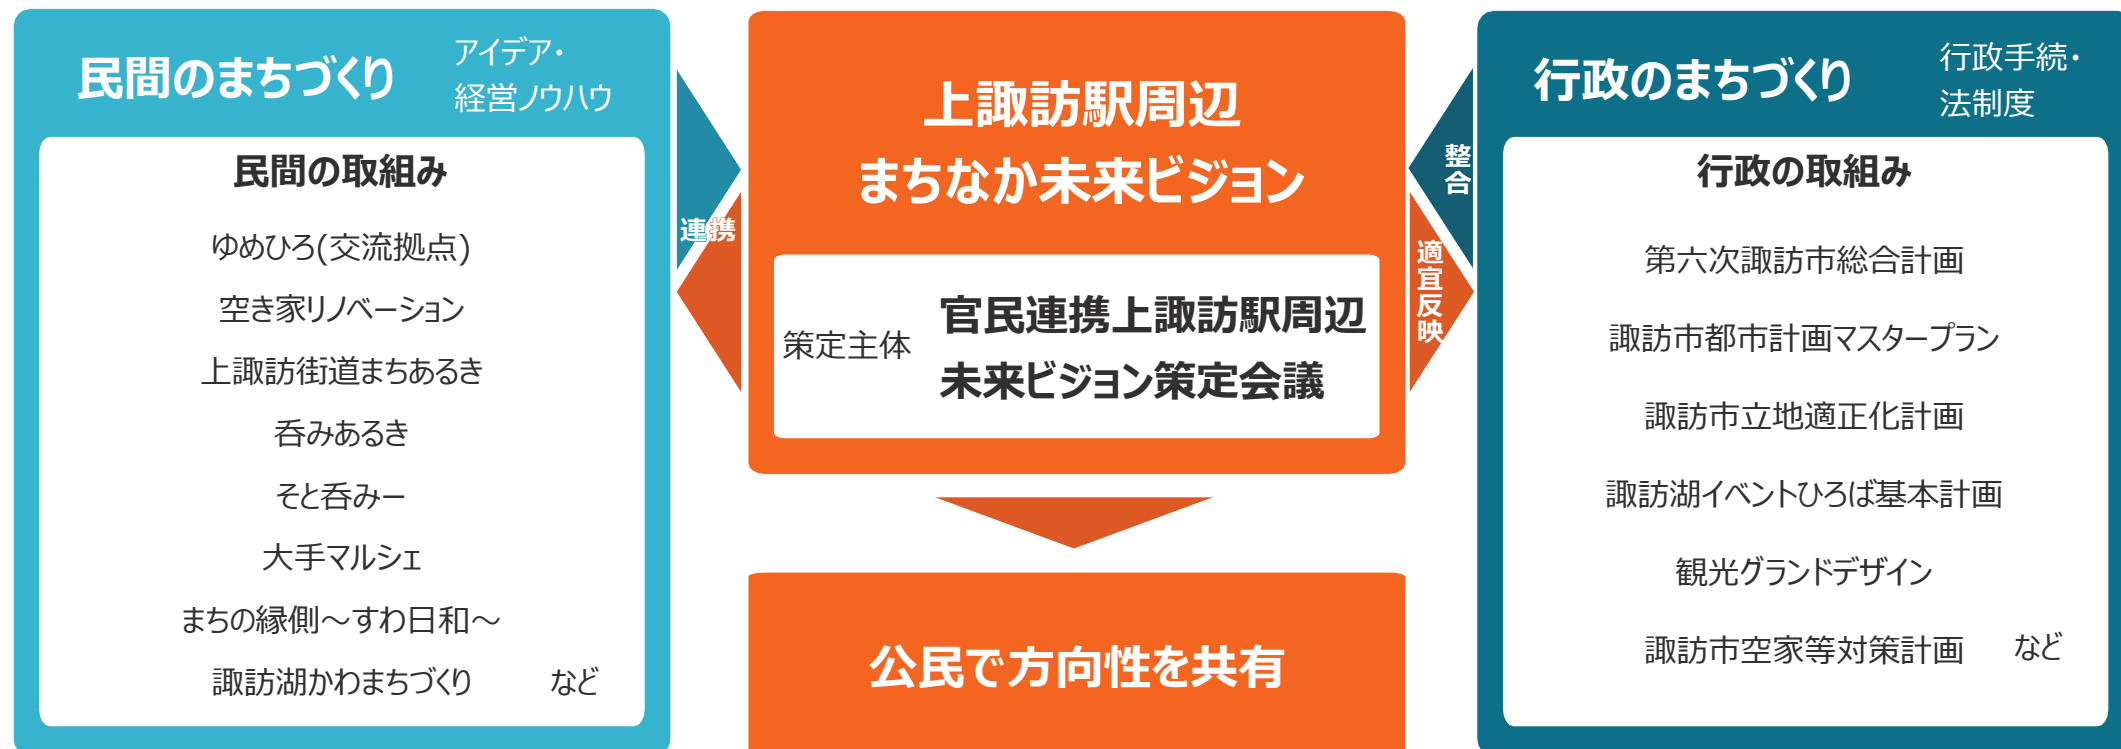 民間のまちづくり
アイデア・
経営ノウハウ
民間の取組み
ゆめひろ(交流拠点)
空き家リノベーション
上諏訪街道まちあるき
呑みあるき
そと呑みー
大手マルシェ
まちの縁側～すわ日和～
諏訪湖かわまちづくり など
連携
上諏訪駅周辺
まちなか未来ビジョン
策定主体
官民連携上諏訪駅周辺
未来ビジョン策定会議
公民で方向性を共有
整合
適宜反映
行政のまちづくり
行政手続・
法制度
行政の取組み
第六次諏訪市総合計画
諏訪市都市計画マスタープラン
諏訪市立地適正化計画
諏訪湖イベントひろば基本計画
観光グランドデザイン
諏訪市空家等対策計画 など